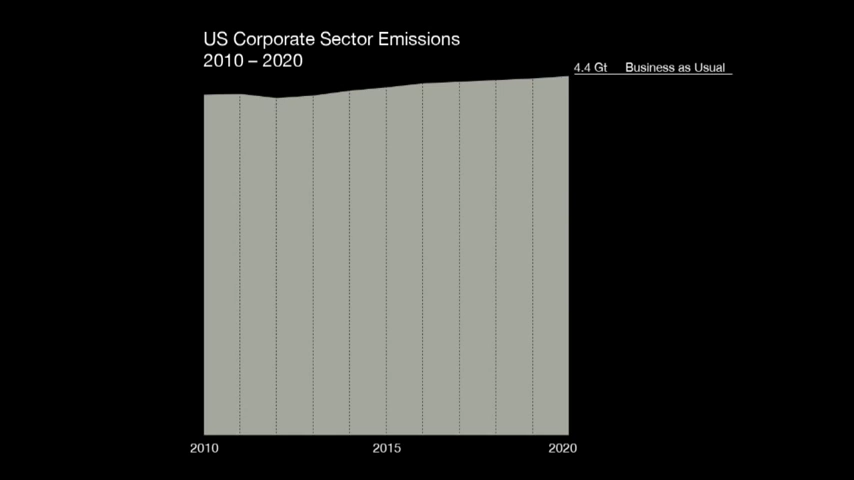 US Corporate Sector Emissions
2010 – 2020
4.4 Gt Business as Usual
2010 2015 2020